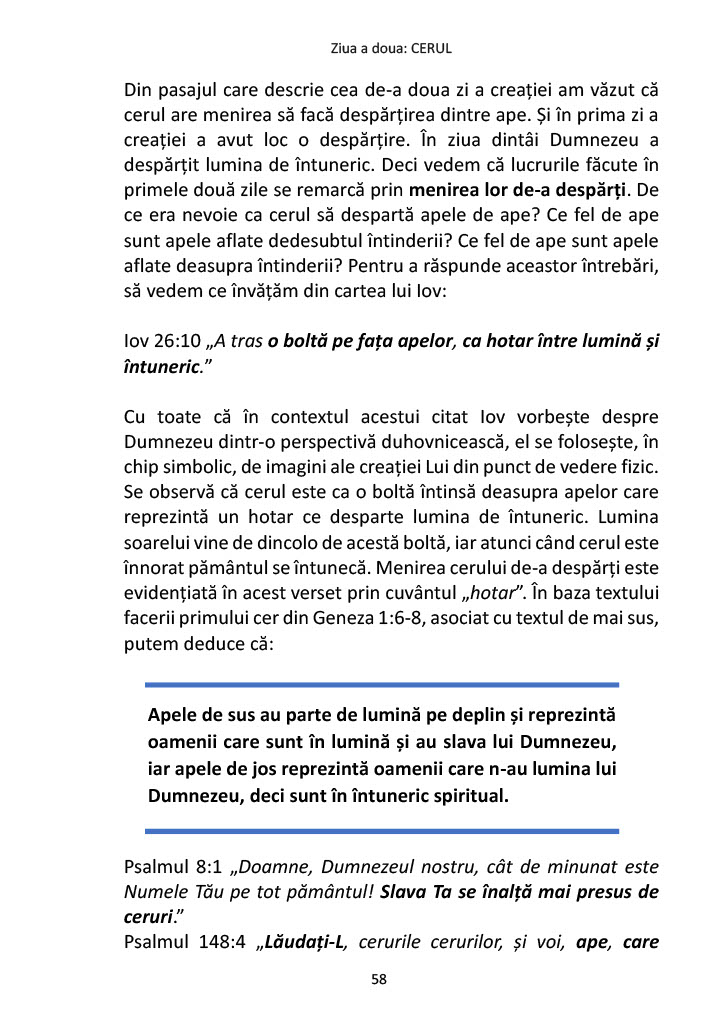 Ziua a doua: CERUL
Din pasajul care descrie cea de-a doua zi a creației am văzut că
cerul are menirea să facă despărțirea dintre ape. Și în prima zi a
creației a avut loc o despărțire. În ziua dintâi Dumnezeu a
despărțit lumina de întuneric. Deci vedem că lucrurile făcute în
primele două zile se remarcă prin menirea lor de-a despărți. De
ce era nevoie ca cerul să despartă apele de ape? Ce fel de ape
sunt apele aflate dedesubtul întinderii? Ce fel de ape sunt apele
aflate deasupra întinderii? Pentru a răspunde aceastor întrebări,
să vedem ce învățăm din cartea lui Iov:
Iov 26:10 „A tras o boltă pe fața apelor, ca hotar între lumină și
întuneric.”
Cu toate că în contextul acestui citat Iov vorbește despre
Dumnezeu dintr-o perspectivă duhovnicească, el se folosește, în
chip simbolic, de imagini ale creației Lui din punct de vedere fizic.
Se observă că cerul este ca o boltă întinsă deasupra apelor care
reprezintă un hotar ce desparte lumina de întuneric. Lumina
soarelui vine de dincolo de acestă boltă, iar atunci când cerul este
înnorat pământul se întunecă. Menirea cerului de-a despărți este
evidențiată în acest verset prin cuvântul „hotar”. În baza textului
facerii primului cer din Geneza 1:6-8, asociat cu textul de mai sus,
putem deduce că:
Apele de sus au parte de lumină pe deplin și reprezintă
oamenii care sunt în lumină și au slava lui Dumnezeu,
iar apele de jos reprezintă oamenii care n-au lumina lui
Dumnezeu, deci sunt în întuneric spiritual.
Psalmul 8:1 „Doamne, Dumnezeul nostru, cât de minunat este
Numele Tău pe tot pământul! Slava Ta se înalță mai presus de
ceruri.”
Psalmul 148:4 „Lăudați-L, cerurile cerurilor, și voi, ape, care
58